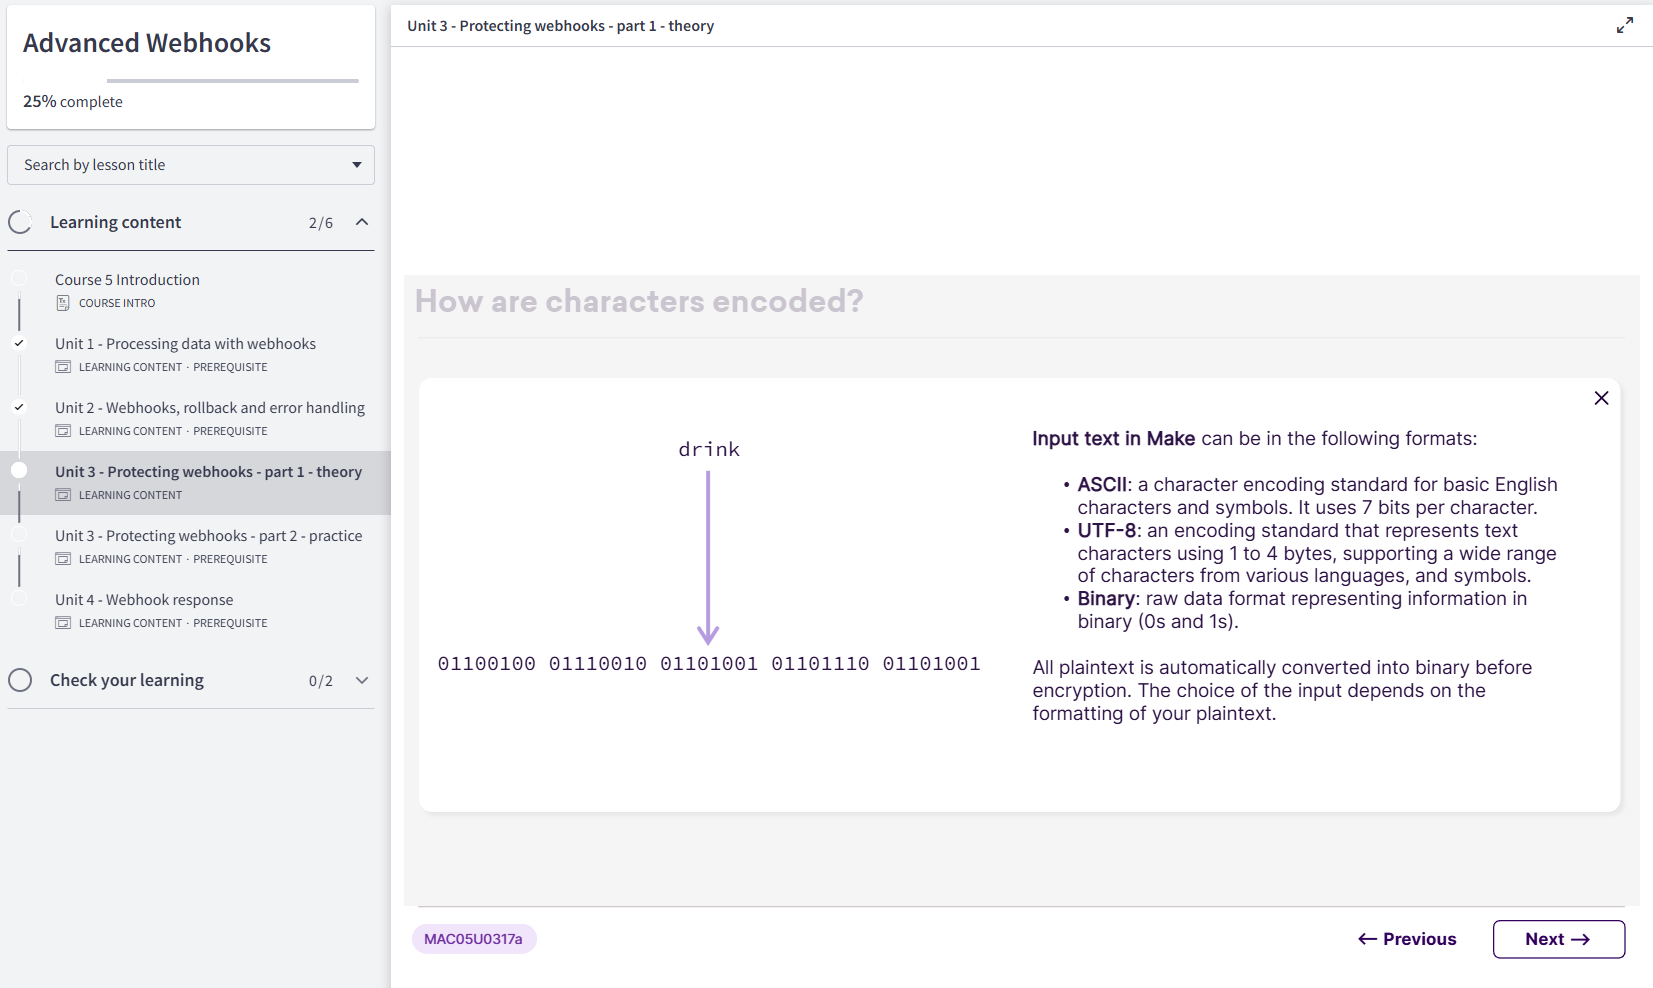 Advanced Webhooks
25% complete
Search by lesson title
Learning content 2/6
Course 5 Introduction
COURSE INTRO
Unit 1 - Processing data with webhooks
LEARNING CONTENT · PREREQUISITE
Unit 2 - Webhooks, rollback and error handling
LEARNING CONTENT · PREREQUISITE
Unit 3 - Protecting webhooks - part 1 - theory
LEARNING CONTENT
Unit 3 - Protecting webhooks - part 2 - practice
LEARNING CONTENT · PREREQUISITE
Unit 4 - Webhook response
LEARNING CONTENT · PREREQUISITE
Check your learning 0/2
Unit 3 - Protecting webhooks - part 1 - theory
How are characters encoded?
drink
01100100 01110010 01101001 01101110 01101001
Input text in Make can be in the following formats:
• ASCII: a character encoding standard for basic English
characters and symbols. It uses 7 bits per character.
• UTF-8: an encoding standard that represents text
characters using 1 to 4 bytes, supporting a wide range
of characters from various languages, and symbols.
• Binary: raw data format representing information in
binary (0s and 1s).
All plaintext is automatically converted into binary before
encryption. The choice of the input depends on the
formatting of your plaintext.
MAC05U0317a
← Previous
Next →